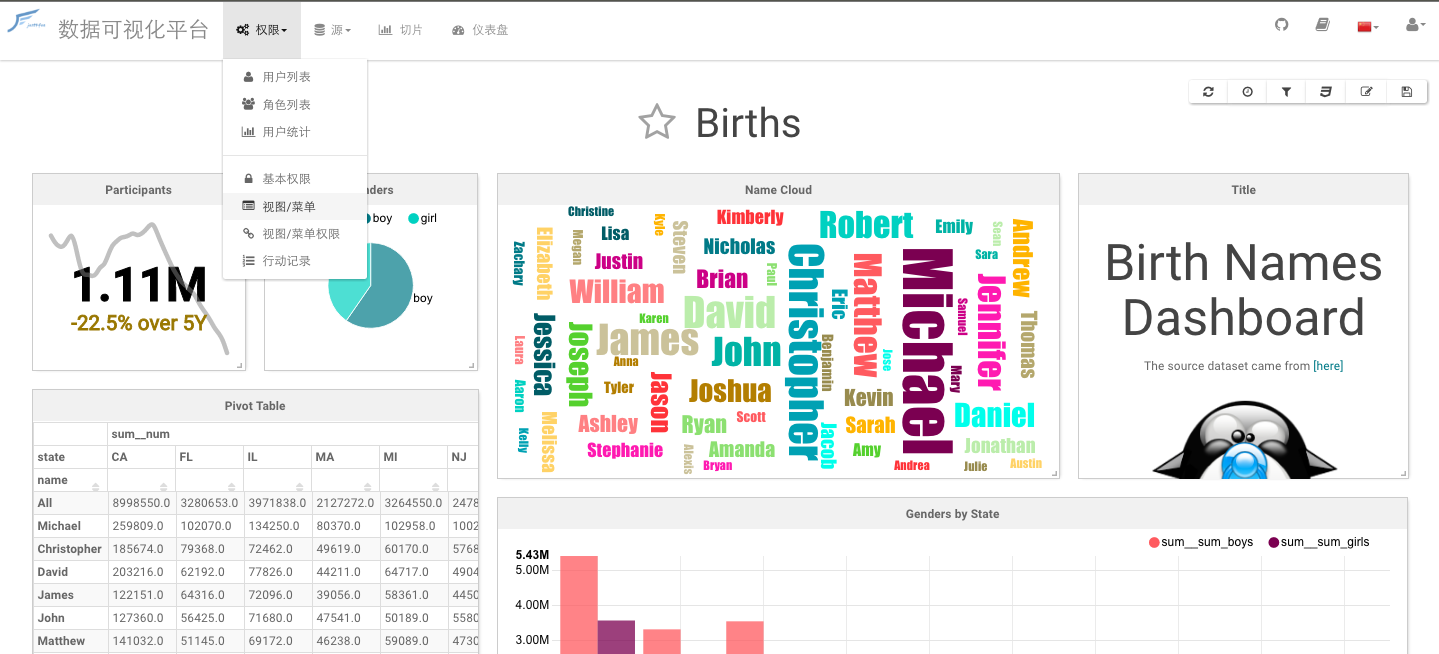 数据可视化平台 权限 源 切片 仪表盘
用户列表
角色列表
用户统计
基本权限
视图/菜单
视图/菜单权限
行动记录
Births
Participants
1.11M
-22.5% over 5Y
nders
boy girl
boy
Name Cloud
Christine
Kyle
Kimberly
Robert
Emily
Sean
Andrew
Elizabeth
Megan
Lisa
Steven
Nicholas
Zachary
Justin
Sara
Paul
Brian
Christopher
Matthew
Michael
Jennifer
William
David
Eric
Samuel
Karen
Thomas
Jessica
Joseph
James
John
Benjamin
Jose
Laura
Anna
Mary
Aaron
Tyler
Jason
Joshua
Kevin
Daniel
Melissa
Ashley
Ryan
Scott
Sarah
Kelly
Stephanie
Alexis
Amanda
Jacob
Amy
Jonathan
Bryan
Andrea
Julie
Austin
Title
Birth Names
Dashboard
The source dataset came from [here]
Pivot Table
sum__num
state CA FL IL MA MI NJ
name
All 8998550.0 3280653.0 3971838.0 2127272.0 3264550.0 2478
Michael 259809.0 102070.0 134250.0 80370.0 102958.0 1002
Christopher 185674.0 79368.0 72462.0 49619.0 60170.0 5768
David 203216.0 62192.0 77826.0 44211.0 64717.0 4904
James 122151.0 64316.0 72096.0 39056.0 58361.0 4450
John 127360.0 56425.0 71680.0 47541.0 50189.0 5580
Matthew 141032.0 51145.0 69172.0 46238.0 59089.0 4730
Genders by State
sum__sum_boys sum__sum_girls
5.43M
5.00M
4.00M
3.00M